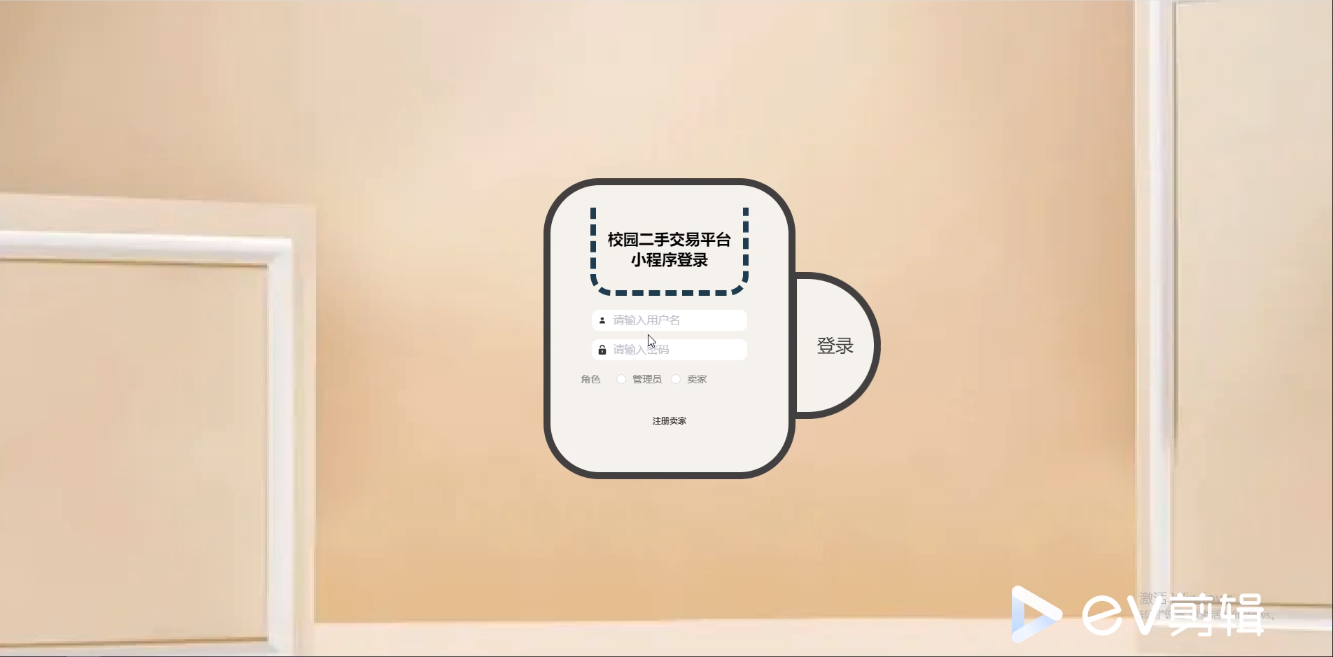 校园二手交易平台
小程序登录
请输入用户名
请输入密码
登录
角色 管理员 卖家
注册卖家
激活
EV剪辑